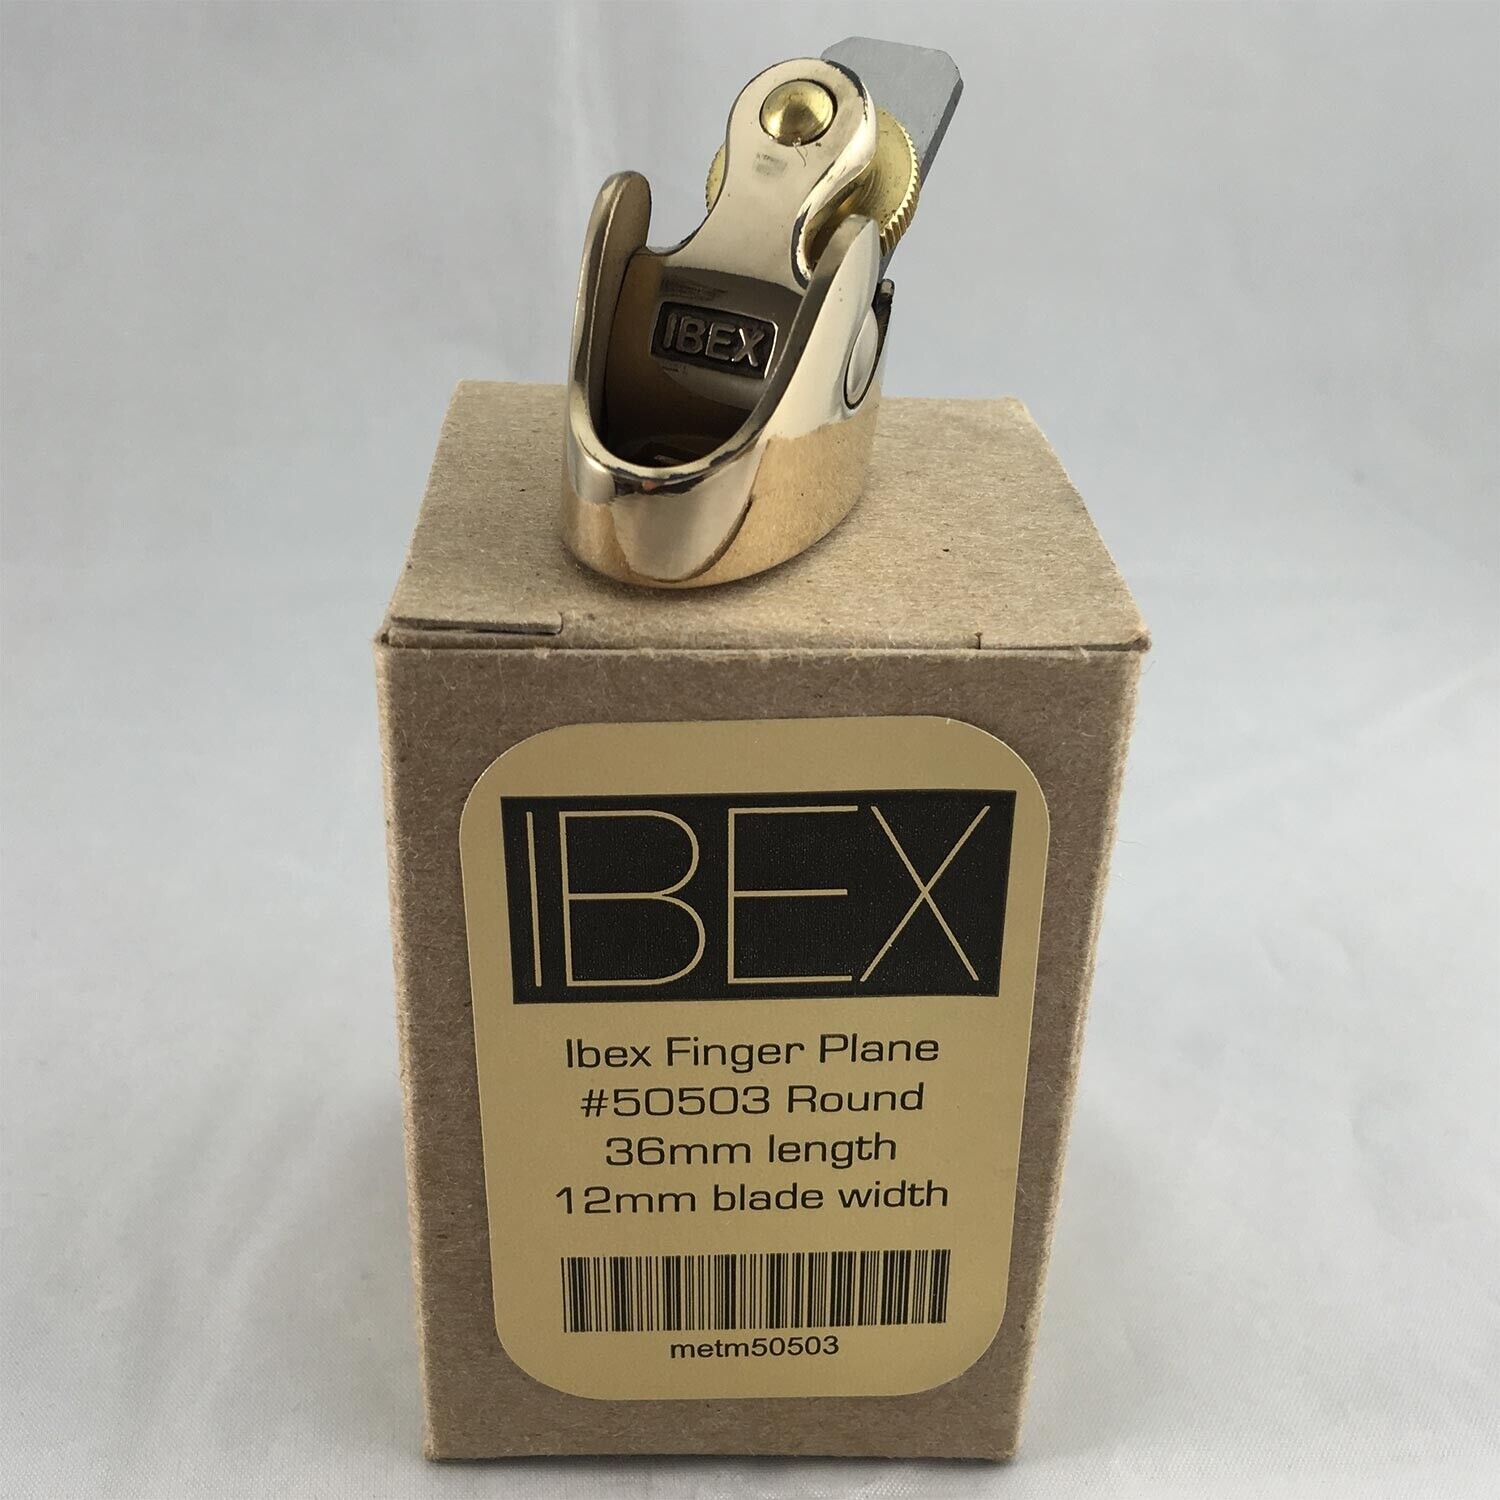 IBEX
IBEX
Ibex Finger Plane
#50503 Round
36mm length
12mm blade width
metm50503